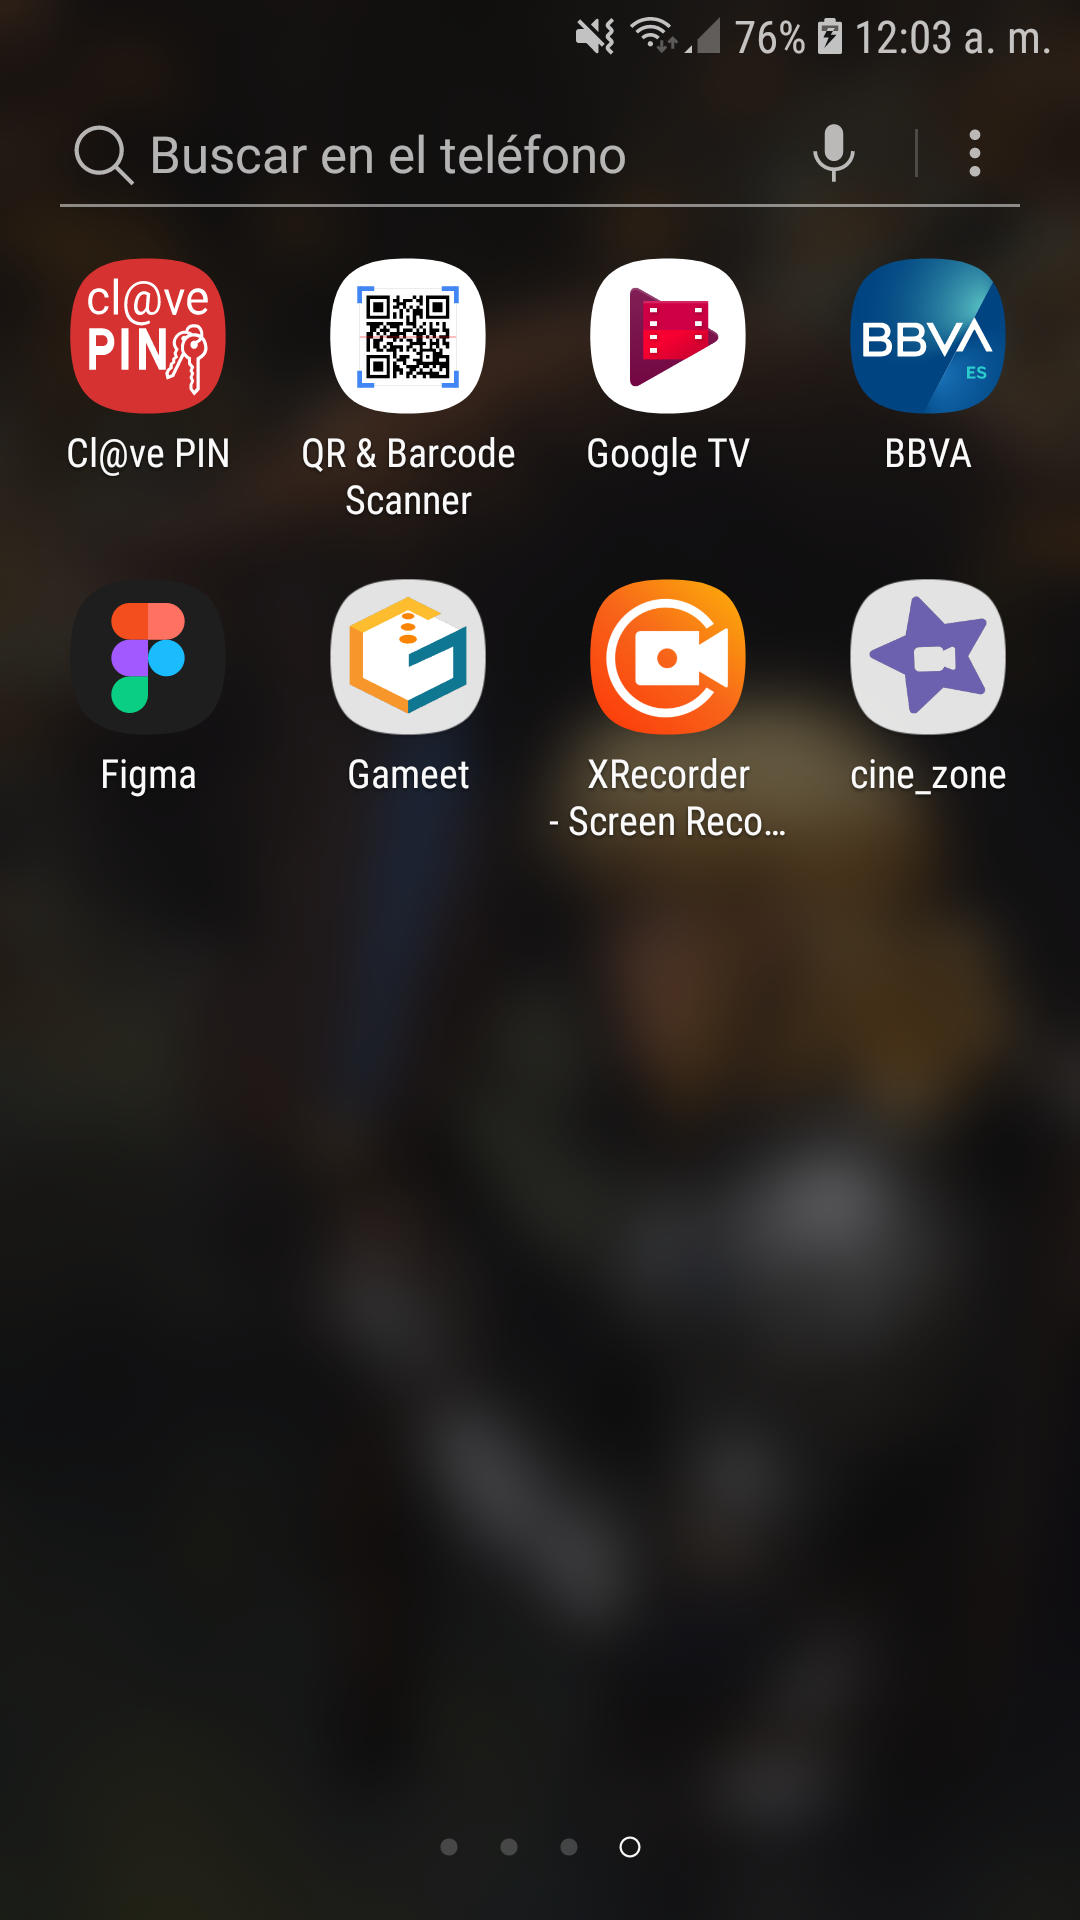 76% 12:03 a. m.
Buscar en el teléfono
cl@ve
PIN
BBVA
ES
Cl@ve PIN
QR & Barcode
Scanner
Google TV
BBVA
Figma
Gameet
XRecorder
- Screen Reco...
cine_zone